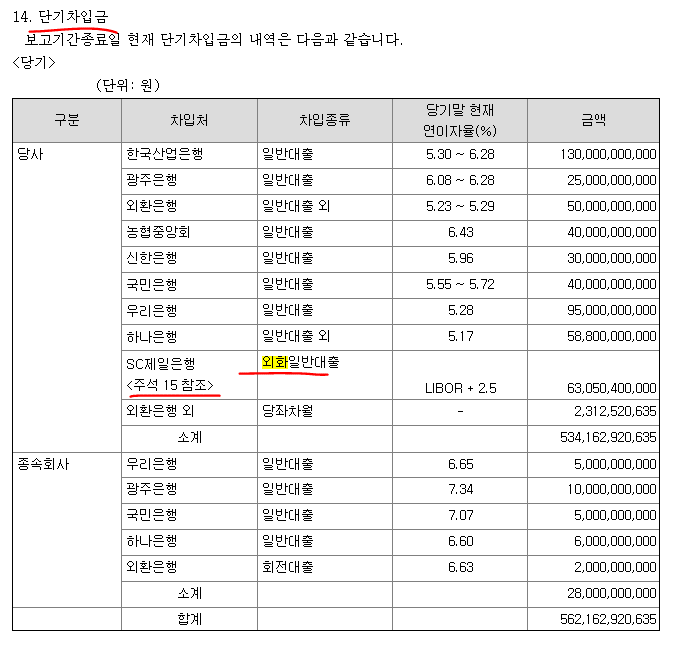 14. 단기차입금
보고기간종료일 현재 단기차입금의 내역은 다음과 같습니다.
<당기>
(단위: 원)
구분 차입처 차입종류 당기말 현재 연이자율(%) 금액
당사 한국산업은행 일반대출 5.30 ~ 6.28 130,000,000,000
광주은행 일반대출 6.08 ~ 6.28 25,000,000,000
외환은행 일반대출 외 5.23 ~ 5.29 50,000,000,000
농협중앙회 일반대출 6.43 40,000,000,000
신한은행 일반대출 5.96 30,000,000,000
국민은행 일반대출 5.55 ~ 5.72 40,000,000,000
우리은행 일반대출 5.28 95,000,000,000
하나은행 일반대출 외 5.17 58,800,000,000
SC제일은행 외화일반대출
<주석 15 참조> LIBOR + 2.5 63,050,400,000
외환은행 외 당좌차월 - 2,312,520,635
소계 534,162,920,635
종속회사 우리은행 일반대출 6.65 5,000,000,000
광주은행 일반대출 7.34 10,000,000,000
국민은행 일반대출 7.07 5,000,000,000
하나은행 일반대출 6.60 6,000,000,000
외환은행 회전대출 6.63 2,000,000,000
소계 28,000,000,000
합계 562,162,920,635